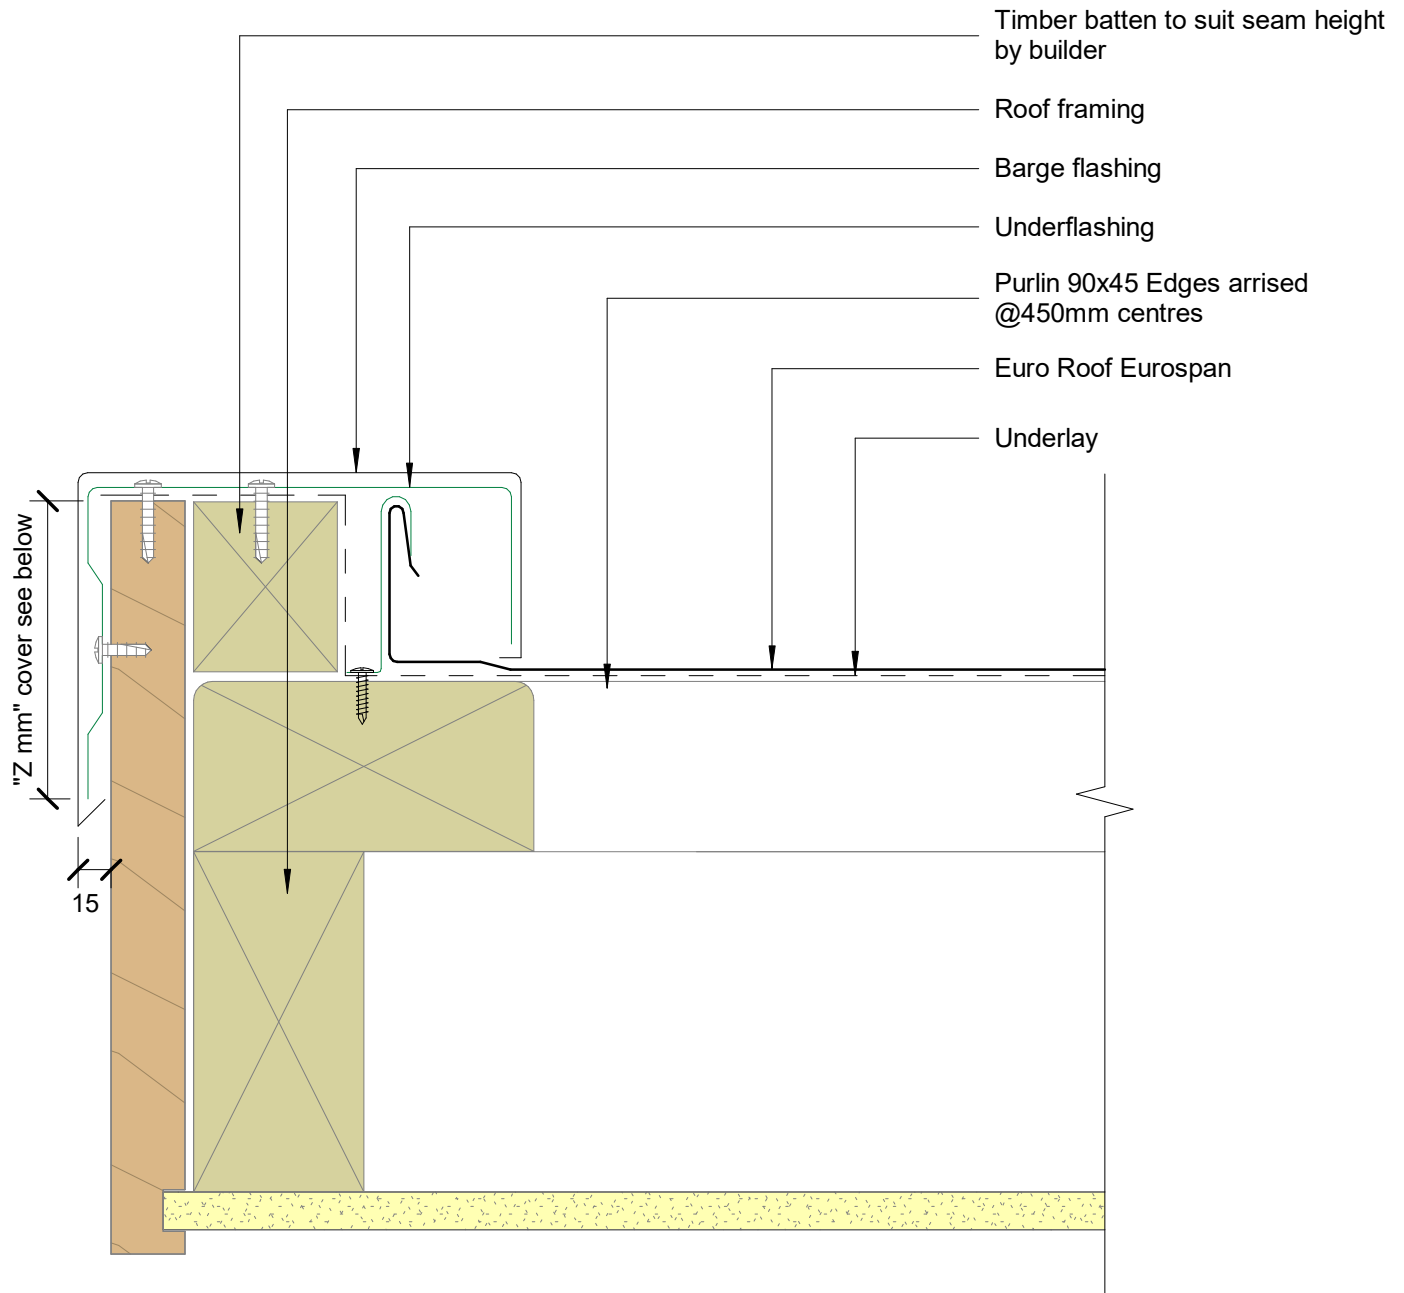 Timber batten to suit seam height
by builder
Roof framing
Barge flashing
Underflashing
Purlin 90x45 Edges arrised
@450mm centres
Euro Roof Eurospan
Underlay
"Z mm" cover see below
15